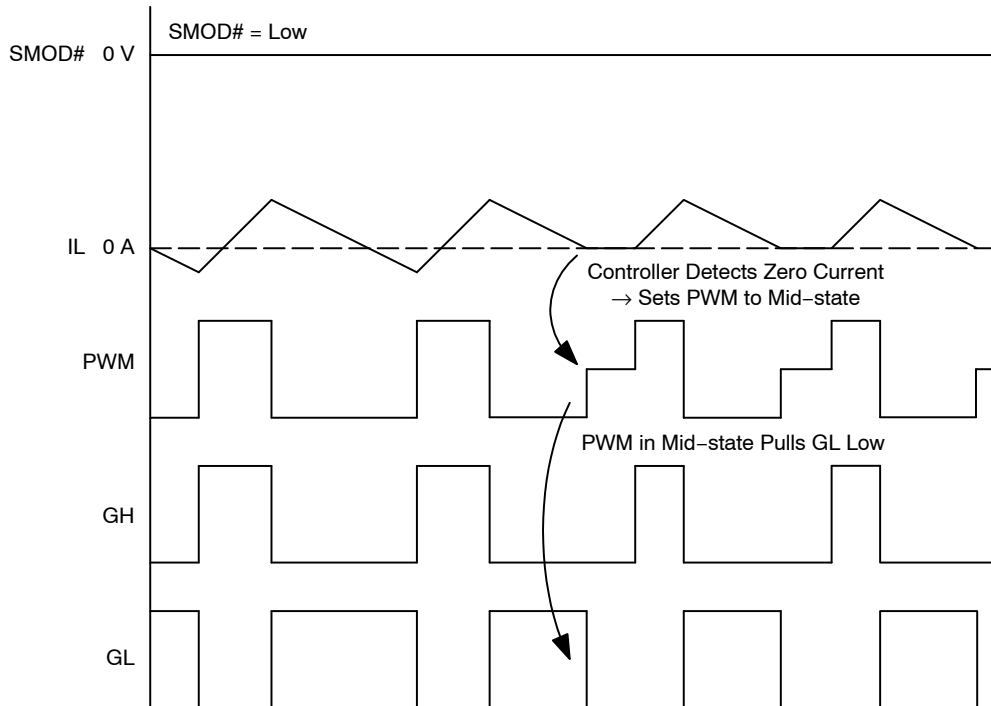 SMOD# = Low
SMOD# 0 V
IL 0 A
Controller Detects Zero Current
→ Sets PWM to Mid−state
PWM
PWM in Mid−state Pulls GL Low
GH
GL